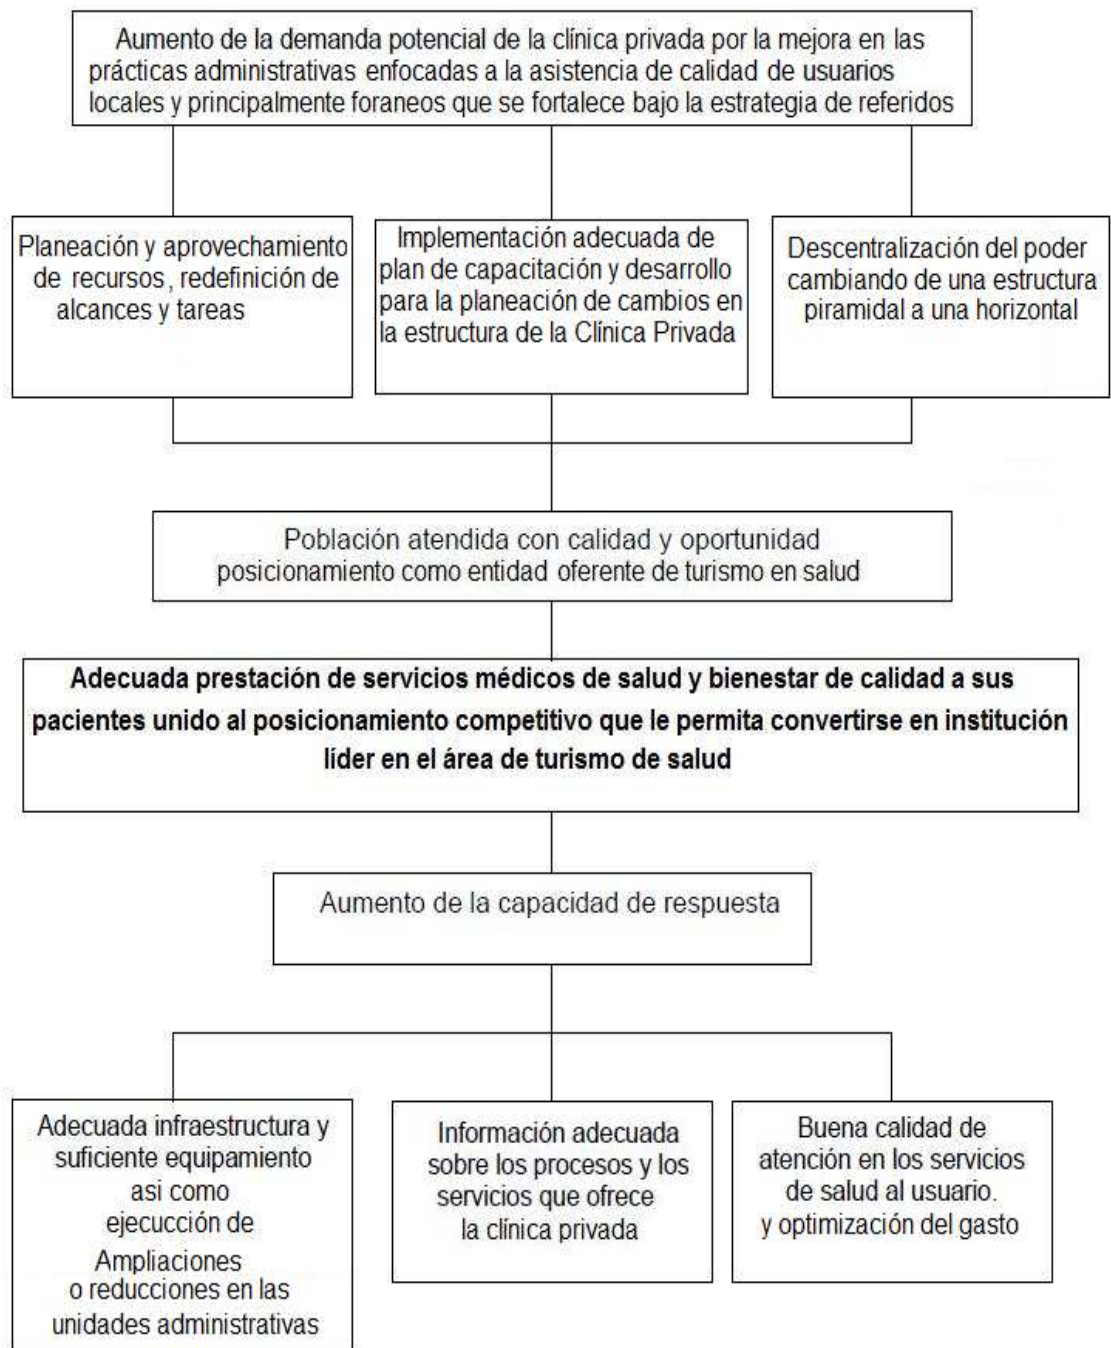 Aumento de la demanda potencial de la clínica privada por la mejora en las
prácticas administrativas enfocadas a la asistencia de calidad de usuarios
locales y principalmente foraneos que se fortalece bajo la estrategia de referidos
Planeación y aprovechamiento
de recursos, redefinición de
alcances y tareas
Implementación adecuada de
plan de capacitación y desarrollo
para la planeación de cambios en
la estructura de la Clínica Privada
Descentralización del poder
cambiando de una estructura
piramidal a una horizontal
Población atendida con calidad y oportunidad
posicionamiento como entidad oferente de turismo en salud
Adecuada prestación de servicios médicos de salud y bienestar de calidad a sus
pacientes unido al posicionamiento competitivo que le permita convertirse en institución
líder en el área de turismo de salud
Aumento de la capacidad de respuesta
Adecuada infraestructura y
suficiente equipamiento
asi como
ejecucción de
Ampliaciones
o reducciones en las
unidades administrativas
Información adecuada
sobre los procesos y los
servicios que ofrece
la clínica privada
Buena calidad de
atención en los servicios
de salud al usuario.
y optimización del gasto